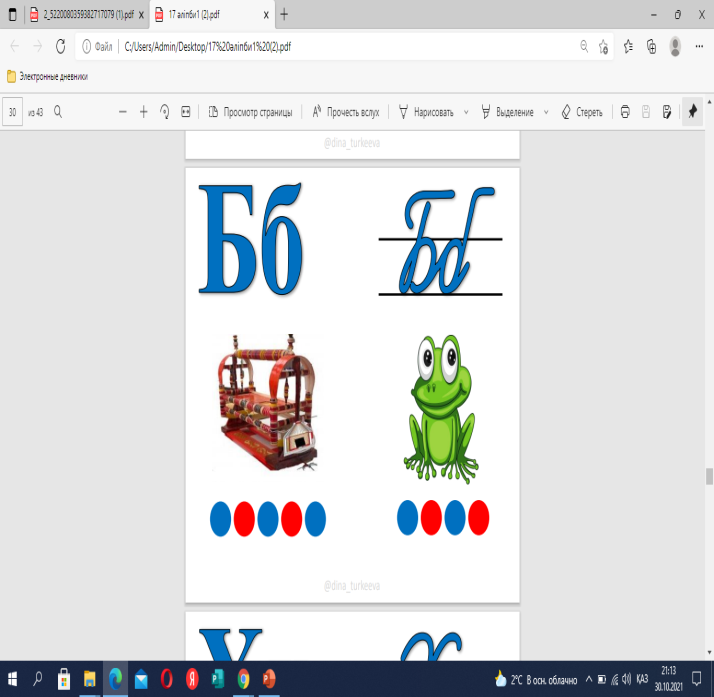 2_5220080359382717079 (1).pdf
17 әліпби1 (2).pdf
Файл C:/Users/Admin/Desktop/17%20әліпби1%20(2).pdf
Электронные дневники
30 из 43 Просмотр страницы Прочесть вслух Нарисовать Выделение Стереть
@dina_turkeeva
Бб Бб
@dina_turkeeva
2°C В осн. облачно ҚАЗ 21:13
30.10.2021